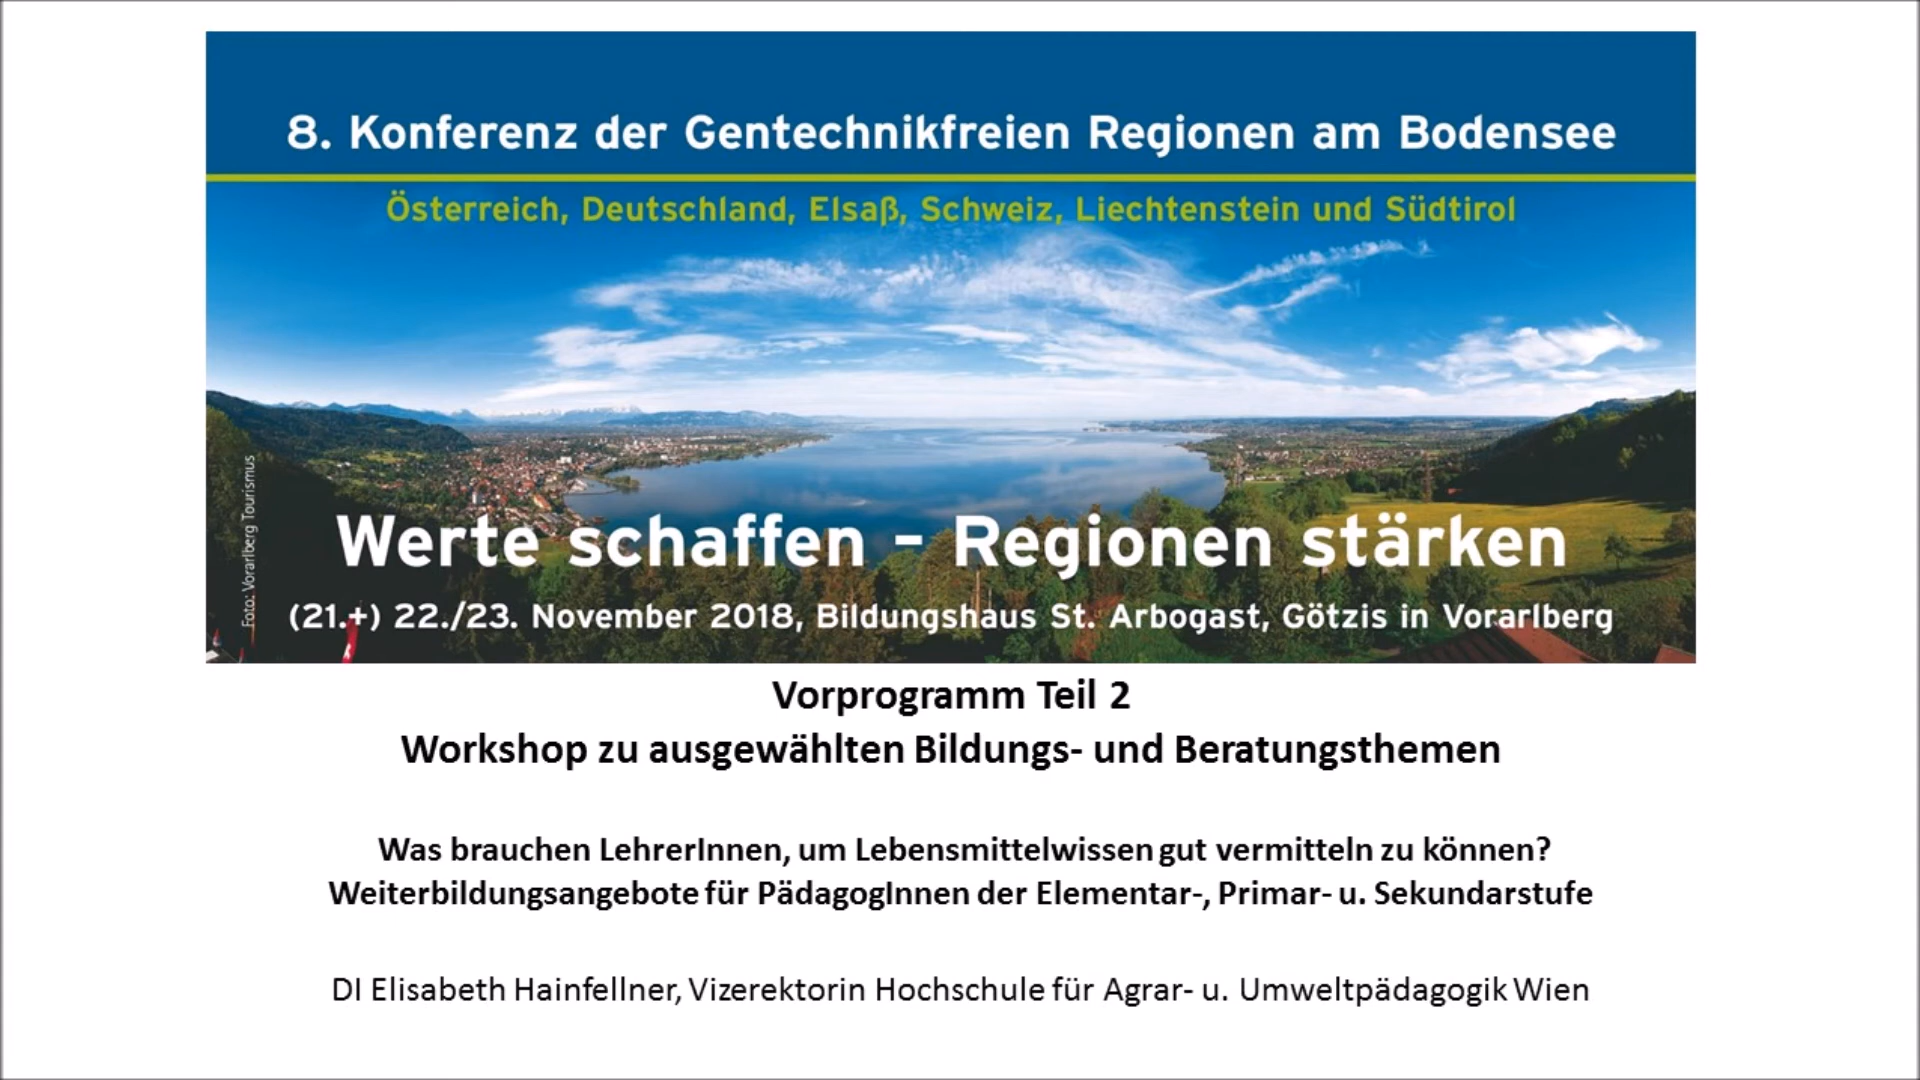 8. Konferenz der Gentechnikfreien Regionen am Bodensee
Österreich, Deutschland, Elsaß, Schweiz, Liechtenstein und Südtirol
Foto: Vorarlberg Tourismus
Werte schaffen – Regionen stärken
(21.+) 22./23. November 2018, Bildungshaus St. Arbogast, Götzis in Vorarlberg
Vorprogramm Teil 2
Workshop zu ausgewählten Bildungs- und Beratungsthemen
Was brauchen LehrerInnen, um Lebensmittelwissen gut vermitteln zu können?
Weiterbildungsangebote für PädagogInnen der Elementar-, Primar- u. Sekundarstufe
DI Elisabeth Hainfellner, Vizerektorin Hochschule für Agrar- u. Umweltpädagogik Wien